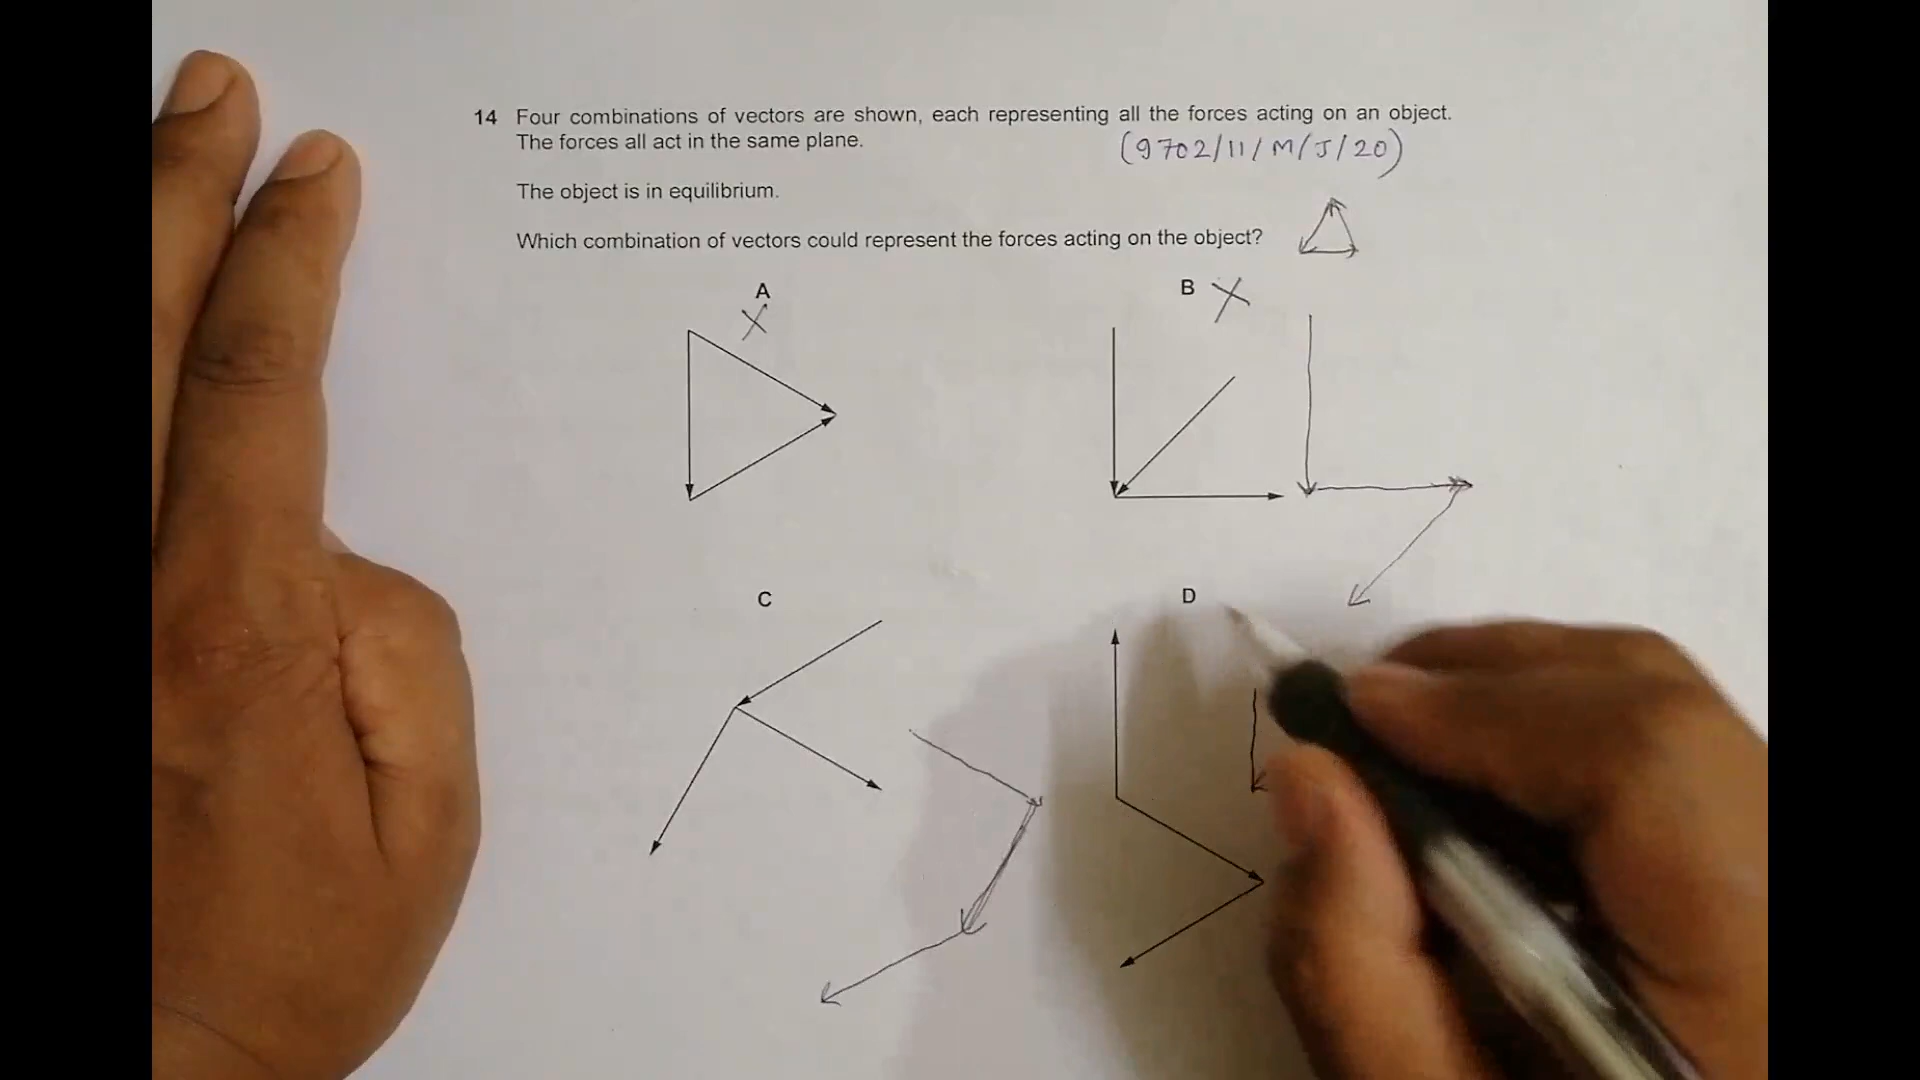 14 Four combinations of vectors are shown, each representing all the forces acting on an object.
The forces all act in the same plane.
(9702/11/M/J/20)
The object is in equilibrium.
Which combination of vectors could represent the forces acting on the object?
A
B
C
D